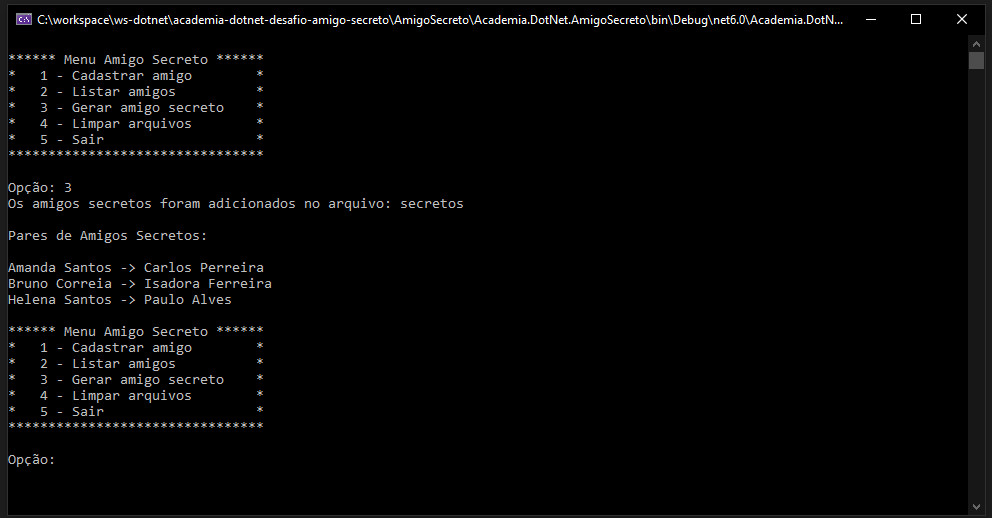 C:\workspace\ws-dotnet\academia-dotnet-desafio-amigo-secreto\AmigoSecreto\Academia.DotNet.AmigoSecreto\bin\Debug\net6.0\Academia.DotN...
****** Menu Amigo Secreto ******
*   1 - Cadastrar amigo        *
*   2 - Listar amigos          *
*   3 - Gerar amigo secreto    *
*   4 - Limpar arquivos        *
*   5 - Sair                   *
********************************
Opção: 3
Os amigos secretos foram adicionados no arquivo: secretos
Pares de Amigos Secretos:
Amanda Santos -> Carlos Perreira
Bruno Correia -> Isadora Ferreira
Helena Santos -> Paulo Alves
****** Menu Amigo Secreto ******
*   1 - Cadastrar amigo        *
*   2 - Listar amigos          *
*   3 - Gerar amigo secreto    *
*   4 - Limpar arquivos        *
*   5 - Sair                   *
********************************
Opção: